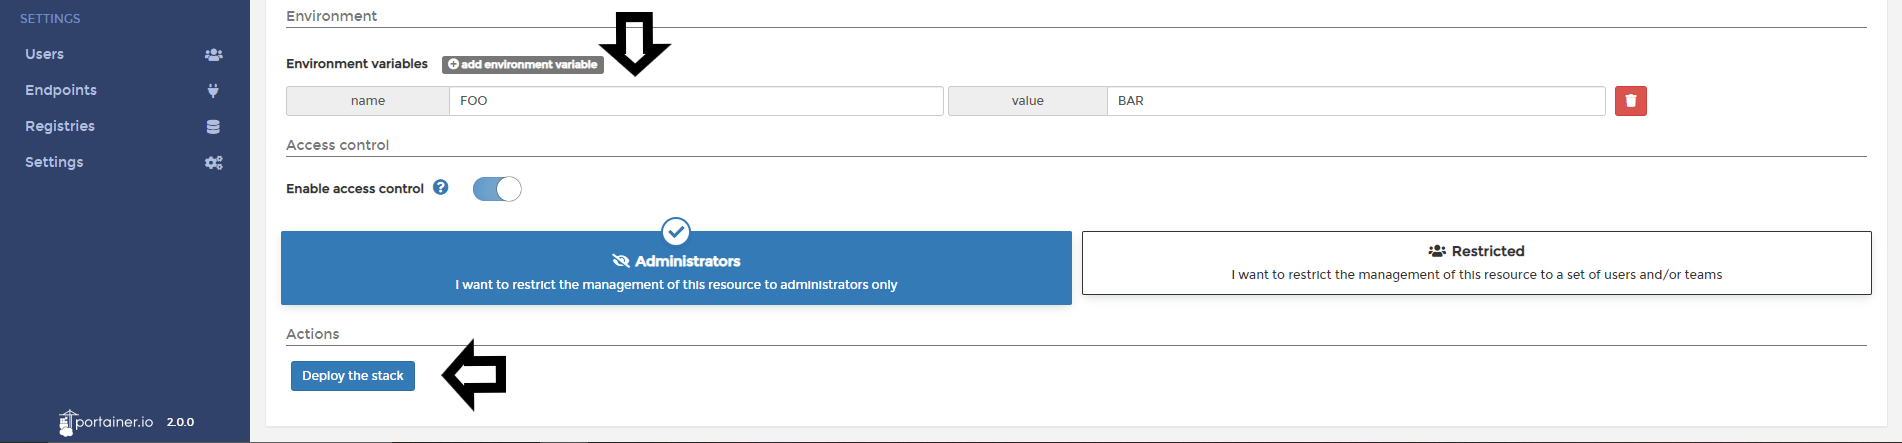 SETTINGS
Users
Endpoints
Registries
Settings
portainer.io 2.0.0
Environment
Environment variables add environment variable
name FOO value BAR
Access control
Enable access control
Administrators
I want to restrict the management of this resource to administrators only
Restricted
I want to restrict the management of this resource to a set of users and/or teams
Actions
Deploy the stack